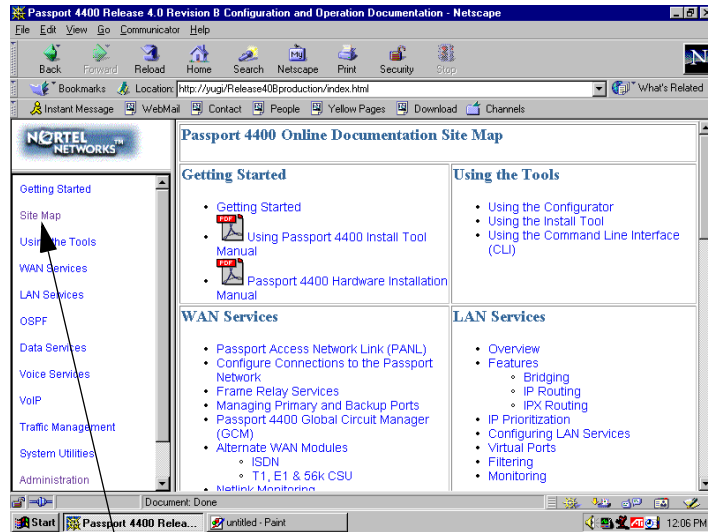 Passport 4400 Release 4.0 Revision B Configuration and Operation Documentation - Netscape
File Edit View Go Communicator Help
Back Forward Reload Home Search Netscape Print Security Stop
My
N
Bookmarks Location: http://yugi/Release40Bproduction/index.html What's Related
Instant Message WebMail Contact People Yellow Pages Download Channels
NORTEL NETWORKS™
Getting Started
Site Map
Using the Tools
WAN Services
LAN Services
OSPF
Data Services
Voice Services
VoIP
Traffic Management
System Utilities
Administration
Passport 4400 Online Documentation Site Map
Getting Started
• Getting Started
• PDF Using Passport 4400 Install Tool
Manual
• PDF Passport 4400 Hardware Installation
Manual
Using the Tools
• Using the Configurator
• Using the Install Tool
• Using the Command Line Interface
(CLI)
WAN Services
• Passport Access Network Link (PANL)
• Configure Connections to the Passport
Network
• Frame Relay Services
• Managing Primary and Backup Ports
• Passport 4400 Global Circuit Manager
(GCM)
• Alternate WAN Modules
◦ ISDN
◦ T1, E1 & 56k CSU
• Netlink Monitoring
LAN Services
• Overview
• Features
◦ Bridging
◦ IP Routing
◦ IPX Routing
• IP Prioritization
• Configuring LAN Services
• Virtual Ports
• Filtering
• Monitoring
Document: Done
Start Passport 4400 Relea... untitled - Paint 12:06 PM